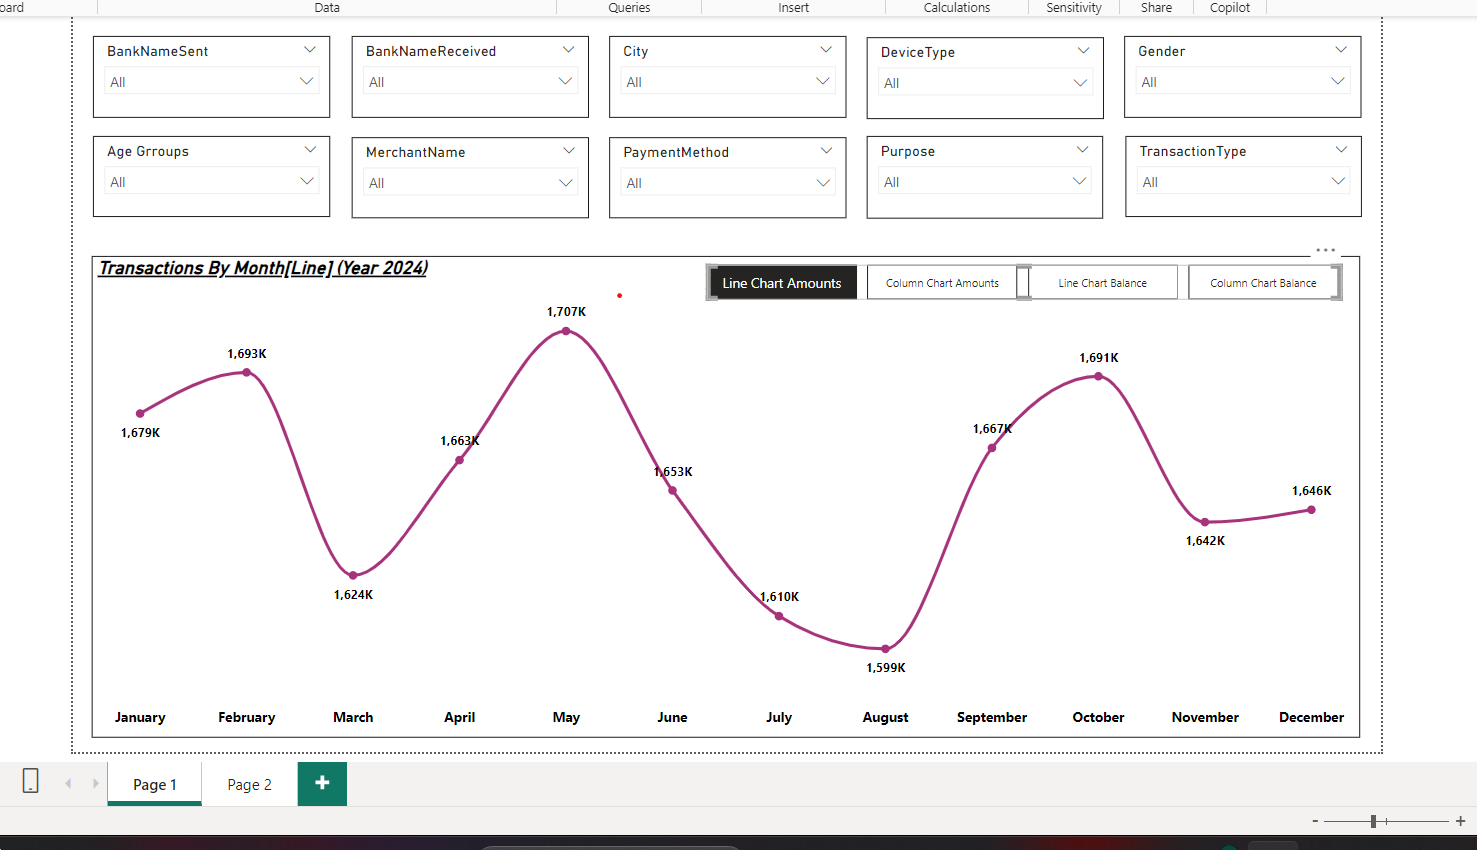 oard Data Queries Insert Calculations Sensitivity Share Copilot
BankNameSent BankNameReceived City DeviceType Gender
All All All All All
Age Grroups MerchantName PaymentMethod Purpose TransactionType
All All All All All
Transactions By Month[Line] (Year 2024)
Line Chart Amounts Column Chart Amounts Line Chart Balance Column Chart Balance
1,707K
1,693K 1,691K
1,679K 1,663K 1,667K
1,653K
1,646K
1,642K
1,624K 1,610K
1,599K
January February March April May June July August September October November December
Page 1 Page 2 +
- +